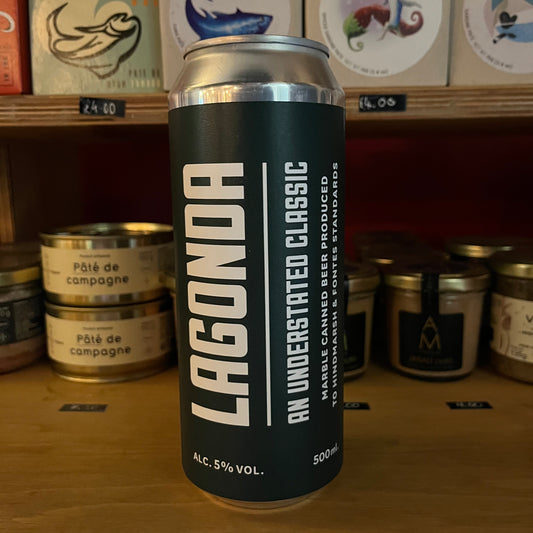 £4.00
£4.00
LAGONDA
AN UNDERSTATED CLASSIC
MARBLE CANNED BEER PRODUCED
TO HINDMARSH & FONTES STANDARDS
ALC. 5% VOL.
500ml
Pâté de
campagne
Pâté de
campagne
AM